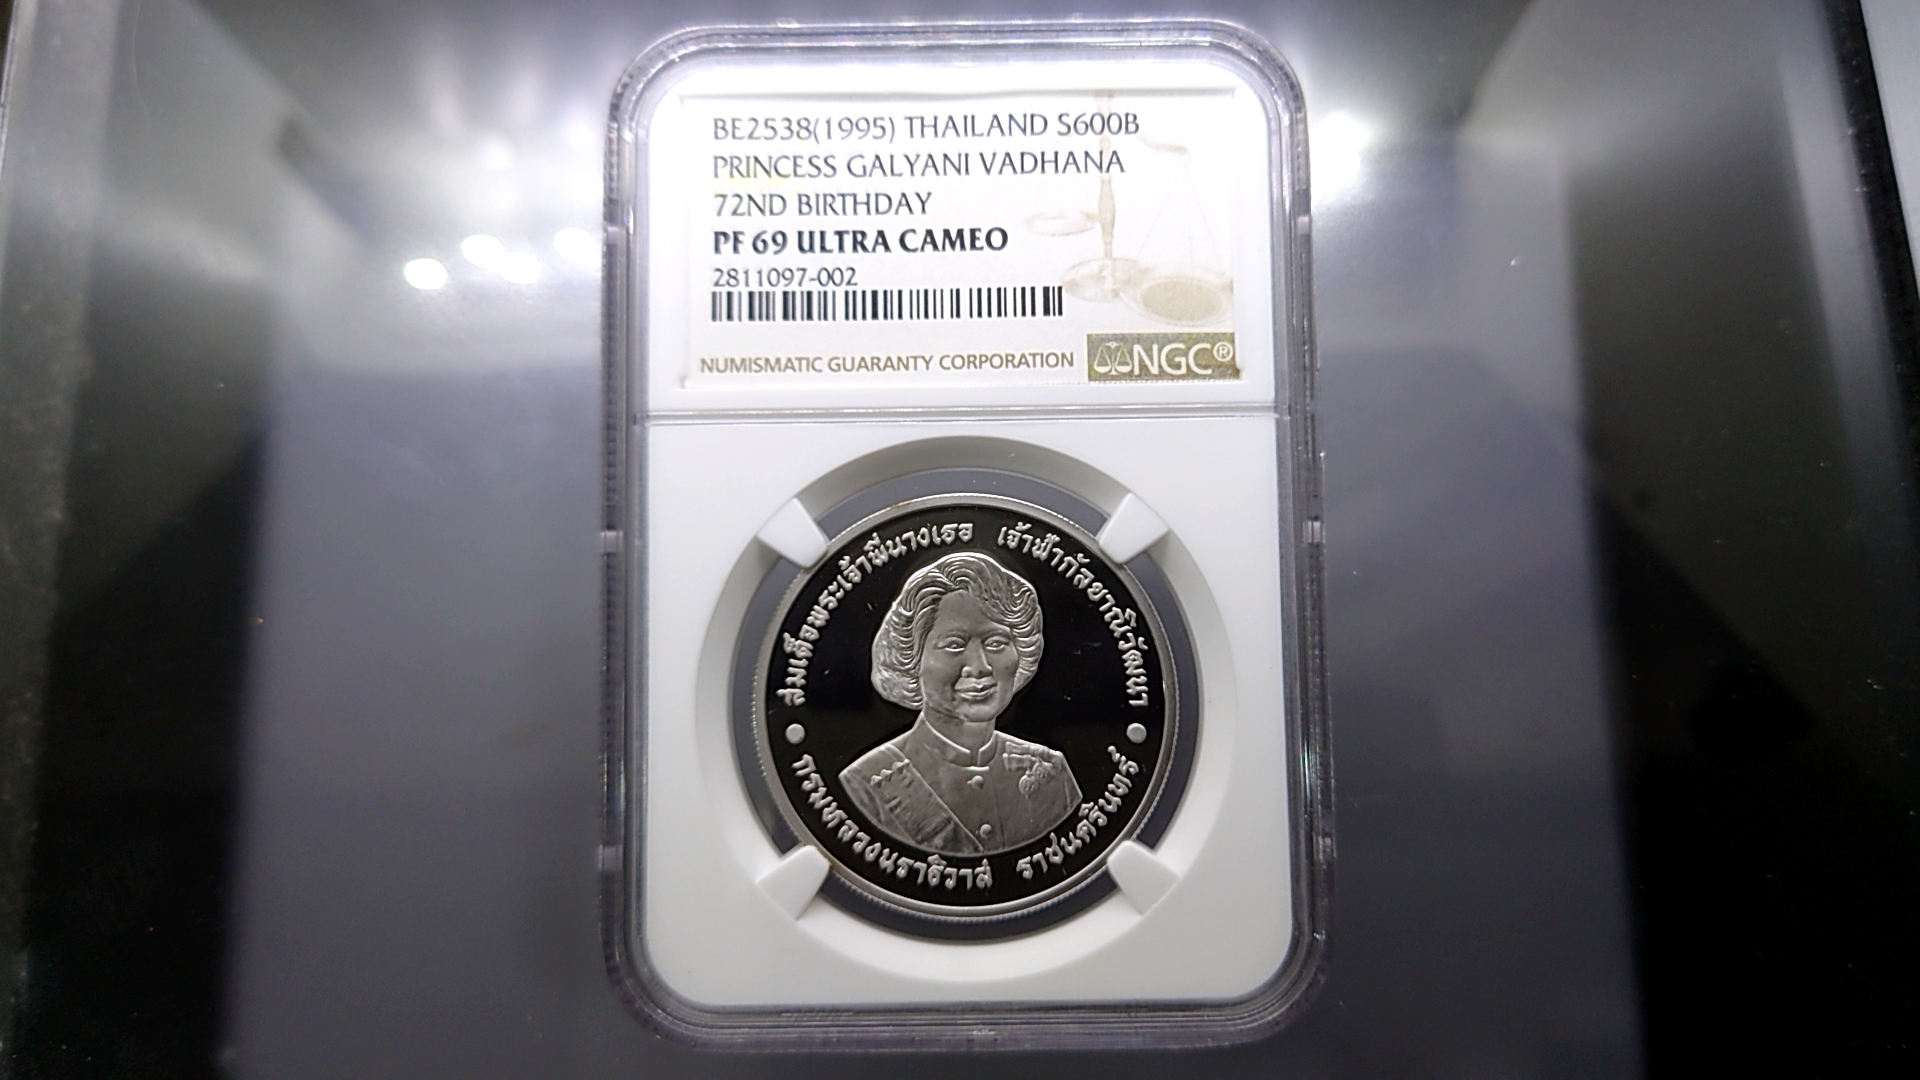 BE2538(1995) THAILAND S600B
PRINCESS GALYANI VADHANA
72ND BIRTHDAY
PF 69 ULTRA CAMEO
2811097-002
NUMISMATIC GUARANTY CORPORATION NGC®
สมเด็จพระเจ้าพี่นางเธอ เจ้าฟ้ากัลยาณิวัฒนา
กรมหลวงนราธิวาส ราชนครินทร์